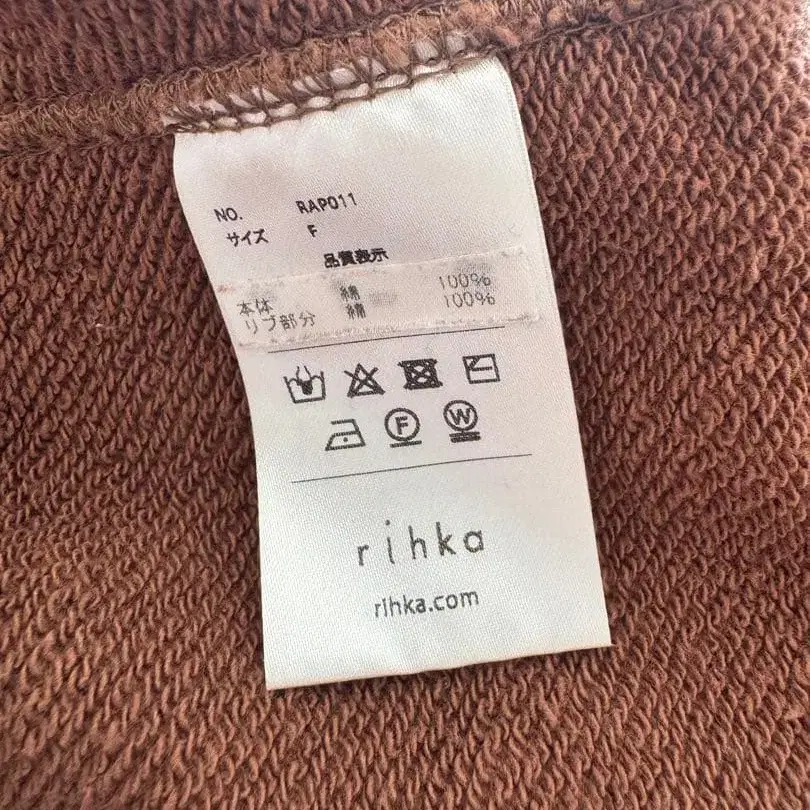 NO. RAP011
サイズ F
品質表示
本体 綿 100%
リブ部分 綿 100%
F W
rihka
rihka.com